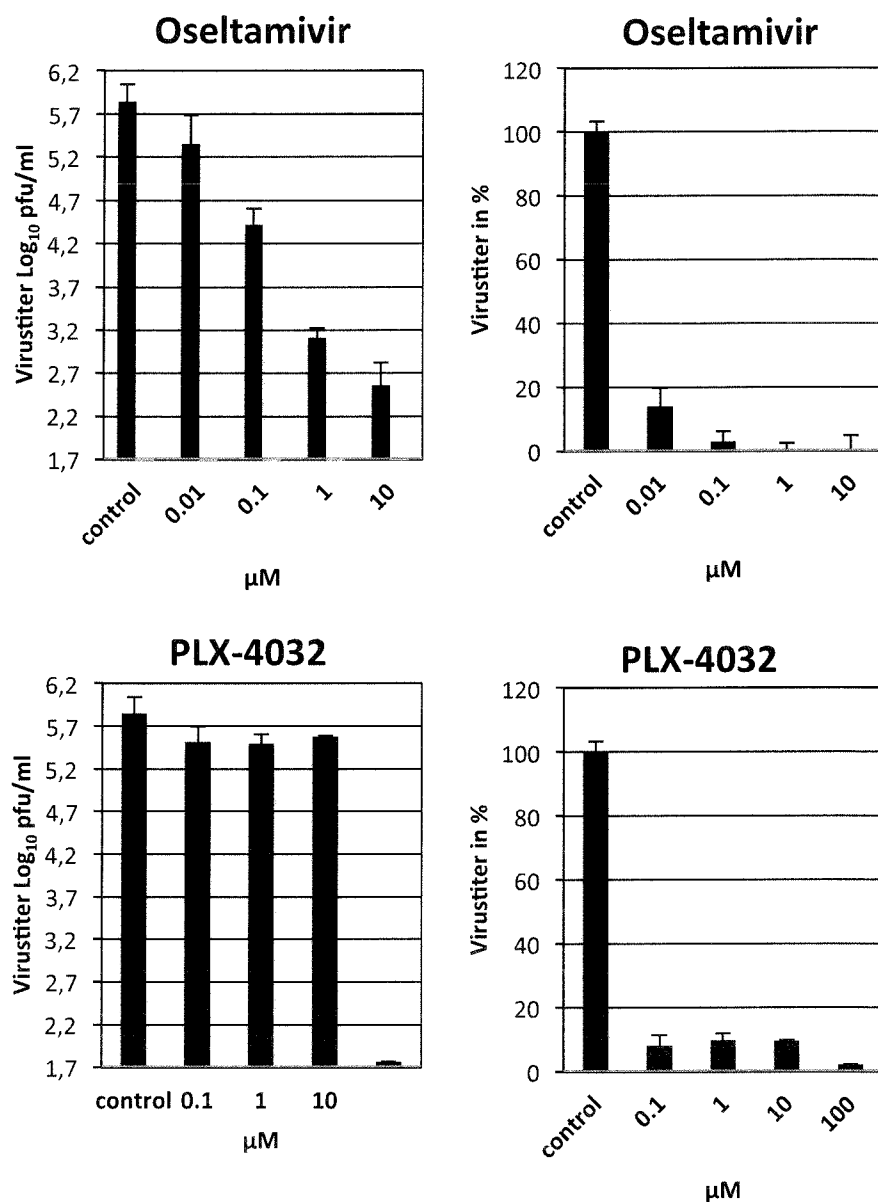 Oseltamivir
Virustiter Log₁₀ pfu/ml
6,2
5,7
5,2
4,7
4,2
3,7
3,2
2,7
2,2
1,7
control 0.01 0.1 1 10
µM
Oseltamivir
Virustiter in %
120
100
80
60
40
20
0
control 0.01 0.1 1 10
µM
PLX-4032
Virustiter Log₁₀ pfu/ml
6,2
5,7
5,2
4,7
4,2
3,7
3,2
2,7
2,2
1,7
control 0.1 1 10
µM
PLX-4032
Virustiter in %
120
100
80
60
40
20
0
control 0.1 1 10 100
µM